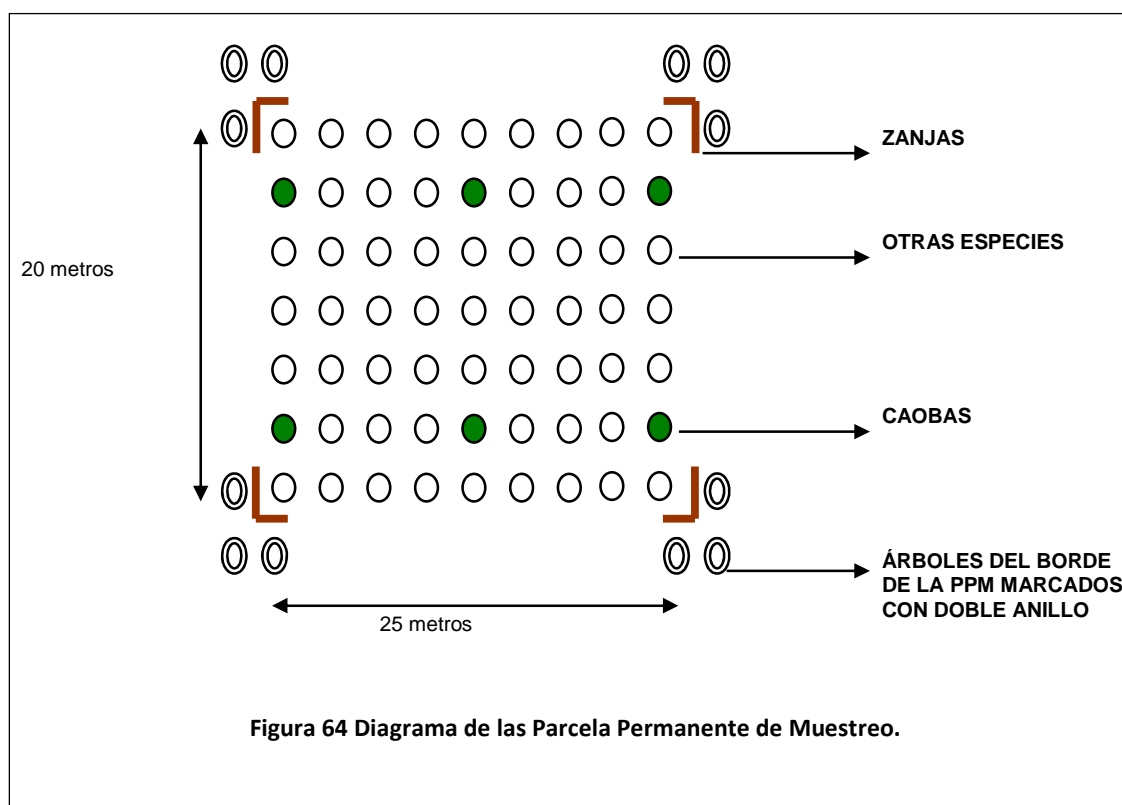 ZANJAS
OTRAS ESPECIES
20 metros
CAOBAS
ÁRBOLES DEL BORDE
DE LA PPM MARCADOS
CON DOBLE ANILLO
25 metros
Figura 64 Diagrama de las Parcela Permanente de Muestreo.